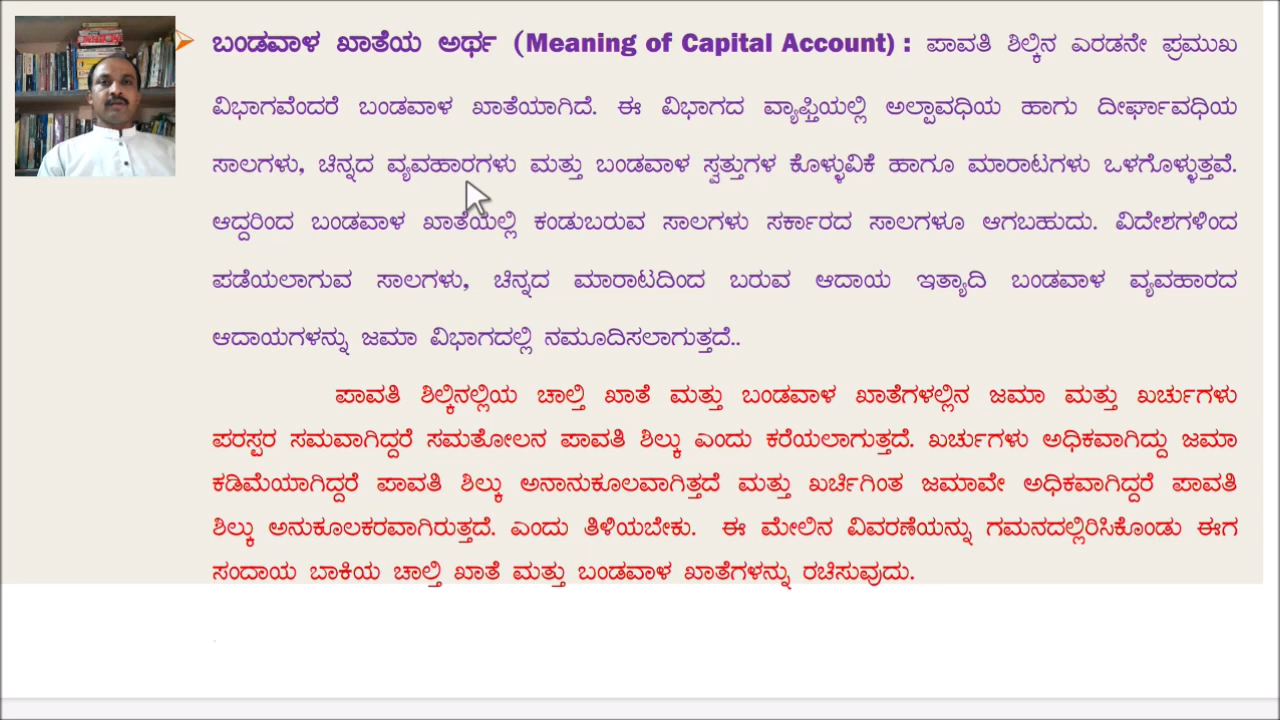 ಬಂಡವಾಳ ಖಾತೆಯ ಅರ್ಥ (Meaning of Capital Account) : ಪಾವತಿ ಶಿಲ್ಕಿನ ಎರಡನೇ ಪ್ರಮುಖ
ವಿಭಾಗವೆಂದರೆ ಬಂಡವಾಳ ಖಾತೆಯಾಗಿದೆ. ಈ ವಿಭಾಗದ ವ್ಯಾಪ್ತಿಯಲ್ಲಿ ಅಲ್ಪಾವಧಿಯ ಹಾಗು ದೀರ್ಘಾವಧಿಯ
ಸಾಲಗಳು, ಚಿನ್ನದ ವ್ಯವಹಾರಗಳು ಮತ್ತು ಬಂಡವಾಳ ಸ್ವತ್ತುಗಳ ಕೊಳ್ಳುವಿಕೆ ಹಾಗೂ ಮಾರಾಟಗಳು ಒಳಗೊಳ್ಳುತ್ತವೆ.
ಆದ್ದರಿಂದ ಬಂಡವಾಳ ಖಾತೆಯಲ್ಲಿ ಕಂಡುಬರುವ ಸಾಲಗಳು ಸರ್ಕಾರದ ಸಾಲಗಳೂ ಆಗಬಹುದು. ವಿದೇಶಗಳಿಂದ
ಪಡೆಯಲಾಗುವ ಸಾಲಗಳು, ಚಿನ್ನದ ಮಾರಾಟದಿಂದ ಬರುವ ಆದಾಯ ಇತ್ಯಾದಿ ಬಂಡವಾಳ ವ್ಯವಹಾರದ
ಆದಾಯಗಳನ್ನು ಜಮಾ ವಿಭಾಗದಲ್ಲಿ ನಮೂದಿಸಲಾಗುತ್ತದೆ..
ಪಾವತಿ ಶಿಲ್ಕಿನಲ್ಲಿಯ ಚಾಲ್ತಿ ಖಾತೆ ಮತ್ತು ಬಂಡವಾಳ ಖಾತೆಗಳಲ್ಲಿನ ಜಮಾ ಮತ್ತು ಖರ್ಚುಗಳು
ಪರಸ್ಪರ ಸಮವಾಗಿದ್ದರೆ ಸಮತೋಲನ ಪಾವತಿ ಶಿಲ್ಕು ಎಂದು ಕರೆಯಲಾಗುತ್ತದೆ. ಖರ್ಚುಗಳು ಅಧಿಕವಾಗಿದ್ದು ಜಮಾ
ಕಡಿಮೆಯಾಗಿದ್ದರೆ ಪಾವತಿ ಶಿಲ್ಕು ಅನಾನುಕೂಲವಾಗಿತ್ತದೆ ಮತ್ತು ಖರ್ಚಿಗಿಂತ ಜಮಾವೇ ಅಧಿಕವಾಗಿದ್ದರೆ ಪಾವತಿ
ಶಿಲ್ಕು ಅನುಕೂಲಕರವಾಗಿರುತ್ತದೆ. ಎಂದು ತಿಳಿಯಬೇಕು. ಈ ಮೇಲಿನ ವಿವರಣೆಯನ್ನು ಗಮನದಲ್ಲಿರಿಸಿಕೊಂಡು ಈಗ
ಸಂದಾಯ ಬಾಕಿಯ ಚಾಲ್ತಿ ಖಾತೆ ಮತ್ತು ಬಂಡವಾಳ ಖಾತೆಗಳನ್ನು ರಚಿಸುವುದು.